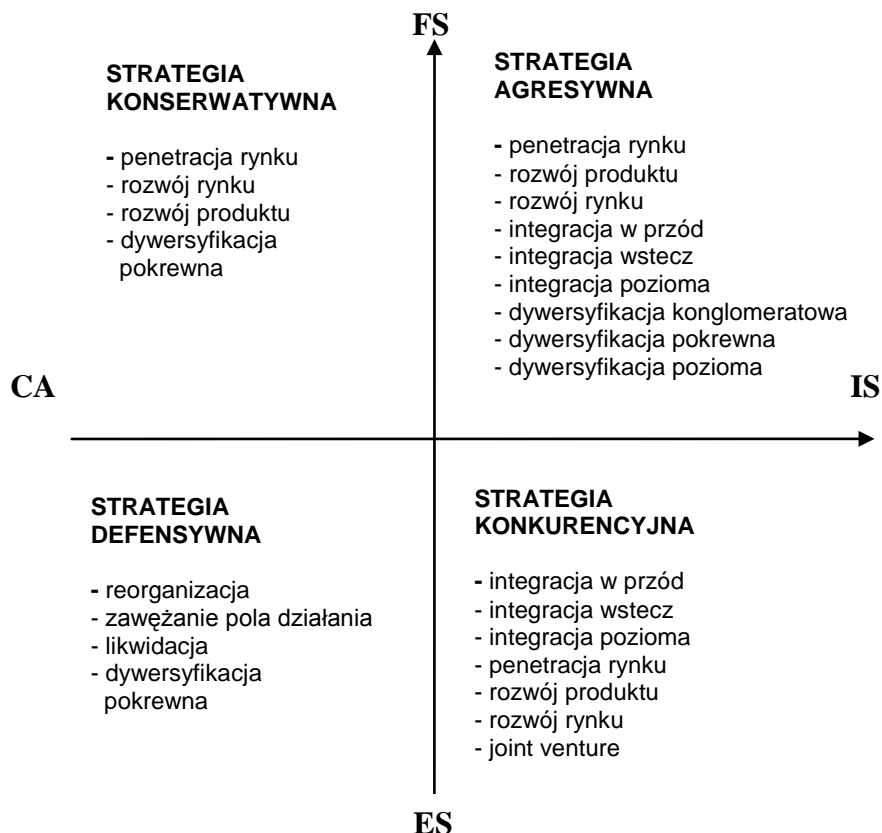 FS
STRATEGIA
KONSERWATYWNA
- penetracja rynku
- rozwój rynku
- rozwój produktu
- dywersyfikacja
pokrewna
STRATEGIA
AGRESYWNA
- penetracja rynku
- rozwój produktu
- rozwój rynku
- integracja w przód
- integracja wstecz
- integracja pozioma
- dywersyfikacja konglomeratowa
- dywersyfikacja pokrewna
- dywersyfikacja pozioma
CA
IS
STRATEGIA
DEFENSYWNA
- reorganizacja
- zawężanie pola działania
- likwidacja
- dywersyfikacja
pokrewna
STRATEGIA
KONKURENCYJNA
- integracja w przód
- integracja wstecz
- integracja pozioma
- penetracja rynku
- rozwój produktu
- rozwój rynku
- joint venture
ES